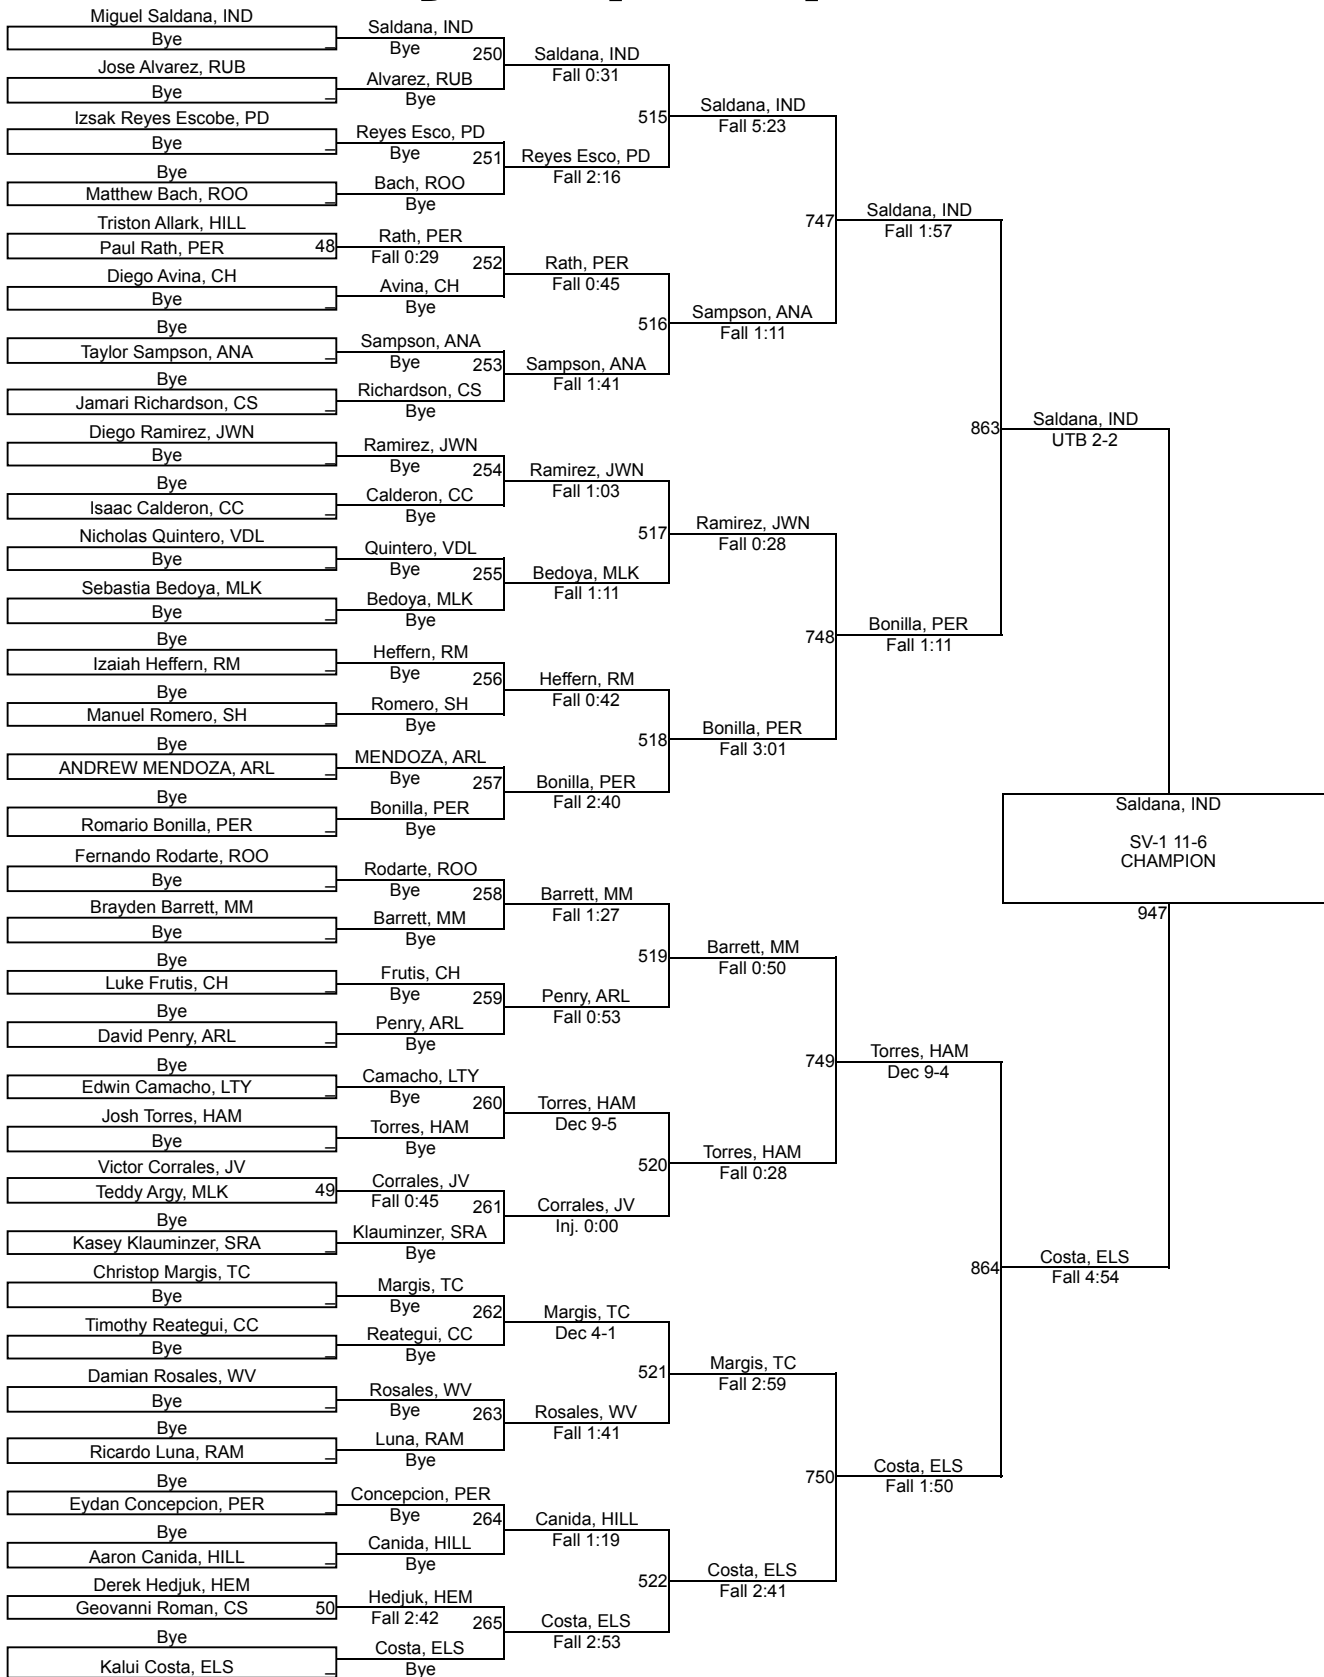 Miguel Saldana, IND
Bye _
Jose Alvarez, RUB
Bye _
Izsak Reyes Escobe, PD
Bye _
Bye
Matthew Bach, ROO _
Triston Allark, HILL
Paul Rath, PER 48
Diego Avina, CH
Bye _
Bye
Taylor Sampson, ANA _
Bye
Jamari Richardson, CS _
Diego Ramirez, JWN
Bye _
Bye
Isaac Calderon, CC _
Nicholas Quintero, VDL
Bye _
Sebastia Bedoya, MLK
Bye _
Bye
Izaiah Heffern, RM _
Bye
Manuel Romero, SH _
Bye
ANDREW MENDOZA, ARL _
Bye
Romario Bonilla, PER _
Fernando Rodarte, ROO
Bye _
Brayden Barrett, MM
Bye _
Bye
Luke Frutis, CH _
Bye
David Penry, ARL _
Bye
Edwin Camacho, LTY _
Josh Torres, HAM
Bye _
Victor Corrales, JV
Teddy Argy, MLK 49
Bye
Kasey Klauminzer, SRA _
Christop Margis, TC
Bye _
Timothy Reategui, CC
Bye _
Damian Rosales, WV
Bye _
Bye
Ricardo Luna, RAM _
Bye
Eydan Concepcion, PER _
Bye
Aaron Canida, HILL _
Derek Hedjuk, HEM
Geovanni Roman, CS 50
Bye
Kalui Costa, ELS _
Saldana, IND
Bye 250
Alvarez, RUB
Bye
Reyes Esco, PD
Bye 251
Bach, ROO
Bye
Rath, PER
Fall 0:29 252
Avina, CH
Bye
Sampson, ANA
Bye 253
Richardson, CS
Bye
Ramirez, JWN
Bye 254
Calderon, CC
Bye
Quintero, VDL
Bye 255
Bedoya, MLK
Bye
Heffern, RM
Bye 256
Romero, SH
Bye
MENDOZA, ARL
Bye 257
Bonilla, PER
Bye
Rodarte, ROO
Bye 258
Barrett, MM
Bye
Frutis, CH
Bye 259
Penry, ARL
Bye
Camacho, LTY
Bye 260
Torres, HAM
Bye
Corrales, JV
Fall 0:45 261
Klauminzer, SRA
Bye
Margis, TC
Bye 262
Reategui, CC
Bye
Rosales, WV
Bye 263
Luna, RAM
Bye
Concepcion, PER
Bye 264
Canida, HILL
Bye
Hedjuk, HEM
Fall 2:42 265
Costa, ELS
Bye
Saldana, IND
Fall 0:31
515
Reyes Esco, PD
Fall 2:16
Rath, PER
Fall 0:45
516
Sampson, ANA
Fall 1:41
Ramirez, JWN
Fall 1:03
517
Bedoya, MLK
Fall 1:11
Heffern, RM
Fall 0:42
518
Bonilla, PER
Fall 2:40
Barrett, MM
Fall 1:27
519
Penry, ARL
Fall 0:53
Torres, HAM
Dec 9-5
520
Corrales, JV
Inj. 0:00
Margis, TC
Dec 4-1
521
Rosales, WV
Fall 1:41
Canida, HILL
Fall 1:19
522
Costa, ELS
Fall 2:53
Saldana, IND
Fall 5:23
747
Sampson, ANA
Fall 1:11
Ramirez, JWN
Fall 0:28
748
Bonilla, PER
Fall 3:01
Barrett, MM
Fall 0:50
749
Torres, HAM
Fall 0:28
Margis, TC
Fall 2:59
750
Costa, ELS
Fall 2:41
Saldana, IND
Fall 1:57
863
Bonilla, PER
Fall 1:11
Torres, HAM
Dec 9-4
864
Costa, ELS
Fall 1:50
Saldana, IND
UTB 2-2
Costa, ELS
Fall 4:54
Saldana, IND
SV-1 11-6
CHAMPION
947